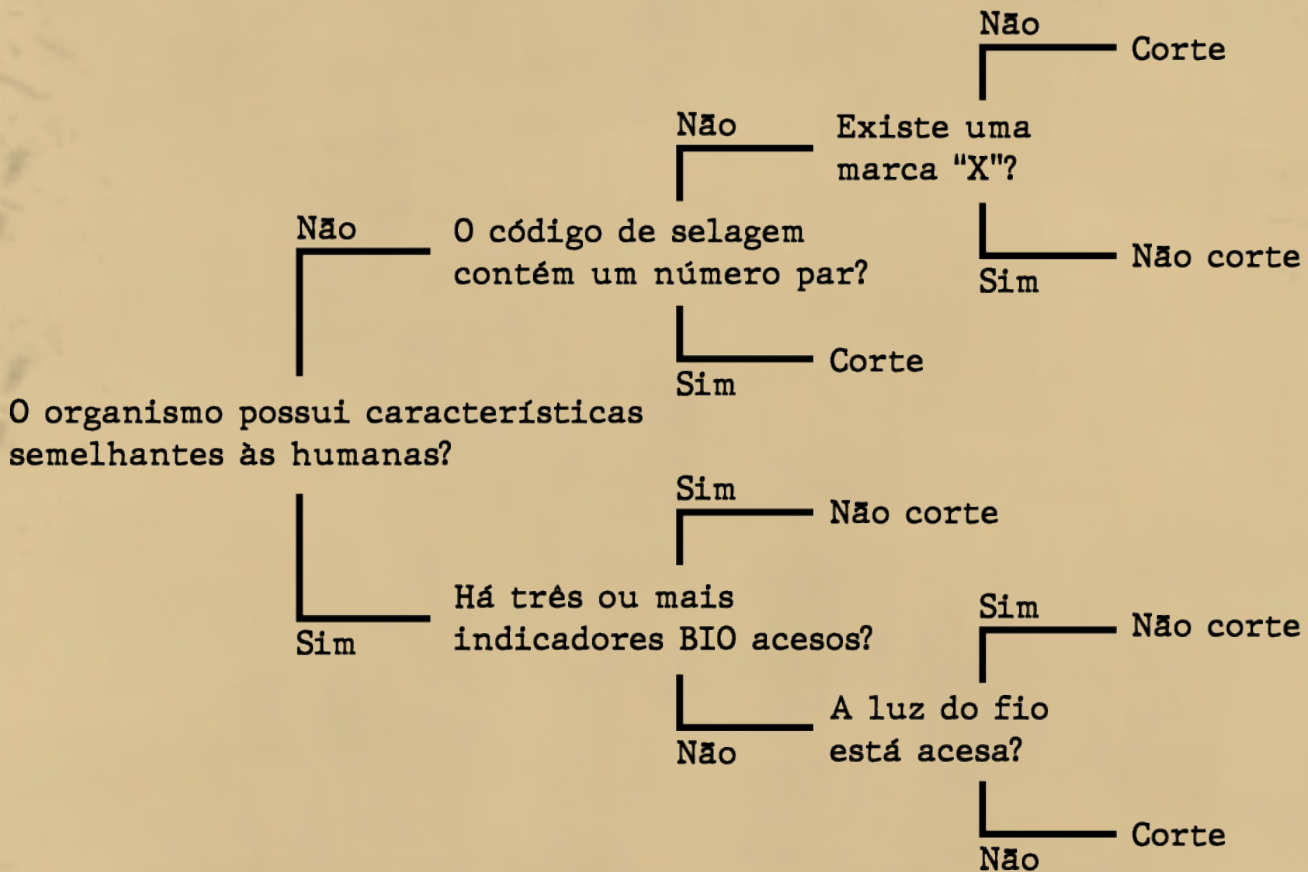 Não
Corte
Não
Existe uma
marca "X"?
Não
O código de selagem
contém um número par?
Sim
Não corte
Sim
Corte
O organismo possui características
semelhantes às humanas?
Sim
Não corte
Sim
Há três ou mais
indicadores BIO acesos?
Sim
Não corte
Não
A luz do fio
está acesa?
Não
Corte